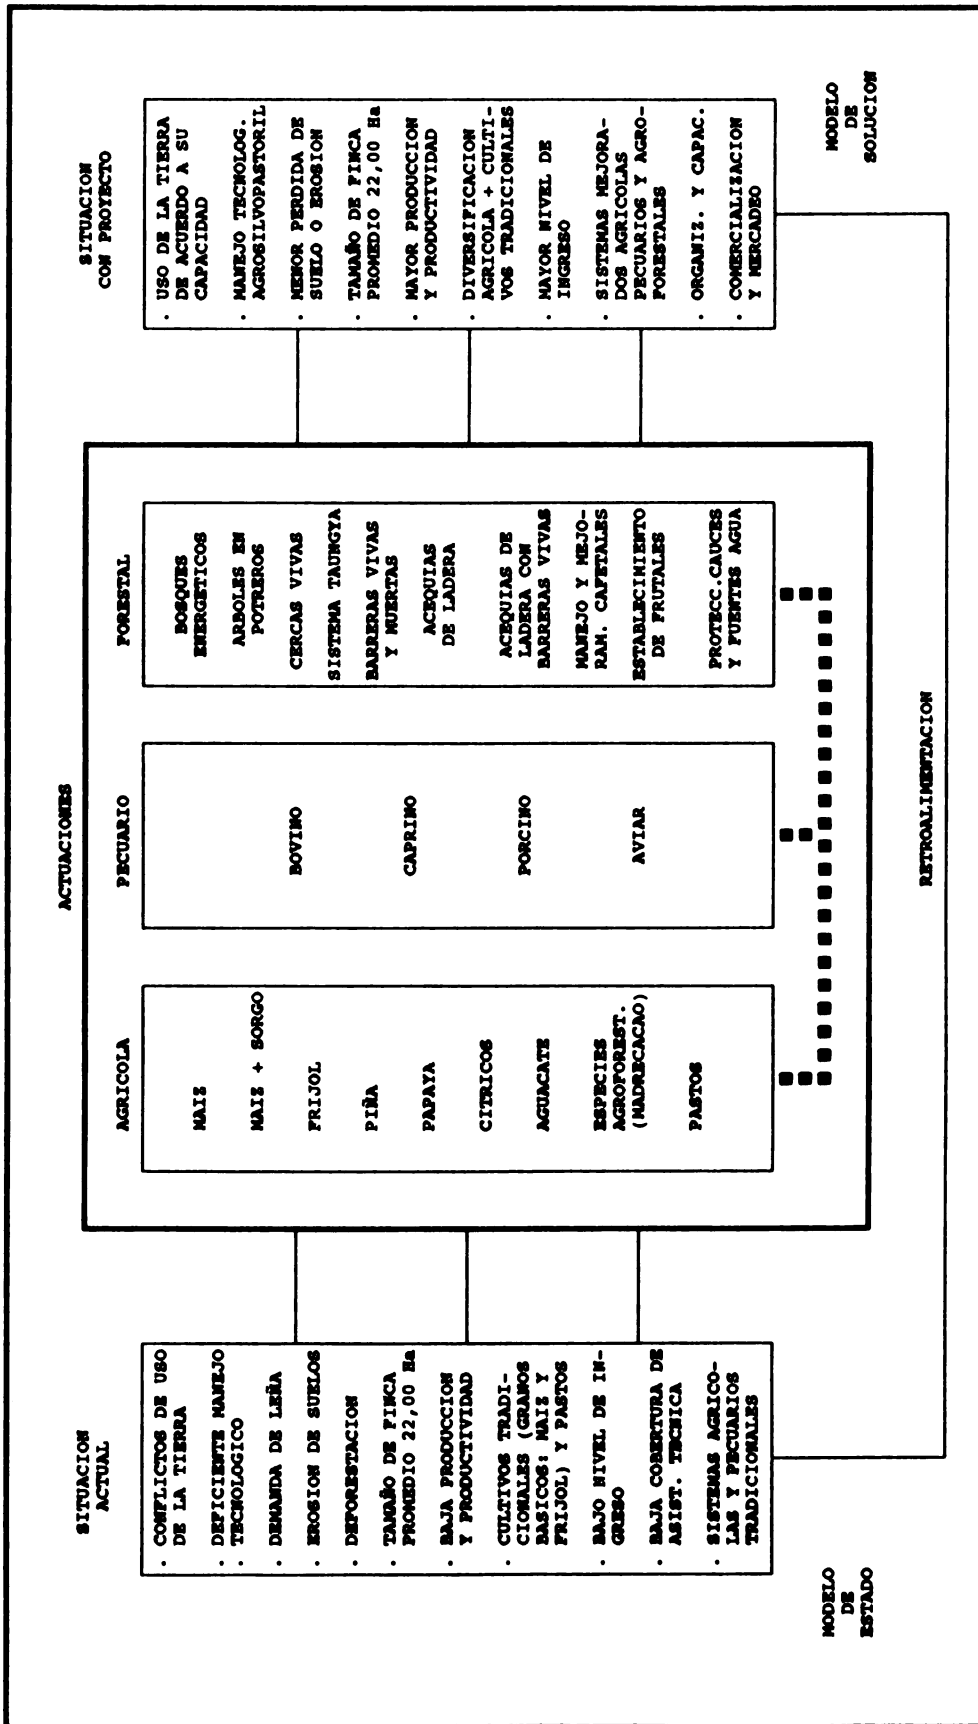 SITUACION
ACTUAL
. CONFLICTOS DE USO
DE LA TIERRA
. DEFICIENTE MANEJO
. TECNOLOGICO
. DEMANDA DE LEÑA
. EROSION DE SUELOS
. DEFORESTACION
. TAMAÑO DE FINCA
PROMEDIO 22,00 Ha
. BAJA PRODUCCION
Y PRODUCTIVIDAD
. CULTIVOS TRADI-
CIONALES (GRANOS
BASICOS: MAIZ Y
FRIJOL) Y PASTOS
. BAJO NIVEL DE IN-
GRESO
. BAJA COBERTURA DE
ASIST. TECNICA
. SISTEMAS AGRICO-
LAS Y PECUARIOS
TRADICIONALES
MODELO
DE
ESTADO
ACTUACIONES
AGRICOLA
MAIZ
MAIZ + SORGO
FRIJOL
PIÑA
PAPAYA
CITRICOS
AGUACATE
ESPECIES
AGROFOREST.
(MADRECACAO)
PASTOS
PECUARIO
BOVINO
CAPRINO
PORCINO
AVIAR
FORESTAL
BOSQUES
ENERGETICOS
ARBOLES EN
POTREROS
CERCAS VIVAS
SISTEMA TAUNGYA
BARRERAS VIVAS
Y MUERTAS
ACEQUIAS
DE LADERA
ACEQUIAS DE
LADERA CON
BARRERAS VIVAS
MANEJO Y MEJO-
RAM. CAFETALES
ESTABLECIMIENTO
DE FRUTALES
PROTECC.CAUCES
Y FUENTES AGUA
SITUACION
CON PROYECTO
. USO DE LA TIERRA
DE ACUERDO A SU
CAPACIDAD
. MANEJO TECNOLOG.
AGROSILVOPASTORIL
. MENOR PERDIDA DE
SUELO O EROSION
. TAMAÑO DE FINCA
PROMEDIO 22,00 Ha
. MAYOR PRODUCCION
Y PRODUCTIVIDAD
. DIVERSIFICACION
AGRICOLA + CULTI-
VOS TRADICIONALES
. MAYOR NIVEL DE
INGRESO
. SISTEMAS MEJORA-
DOS AGRICOLAS
PECUARIOS Y AGRO-
FORESTALES
. ORGANIZ. Y CAPAC.
. COMERCIALIZACION
Y MERCADEO
MODELO
DE
SOLUCION
RETROALIMENTACION